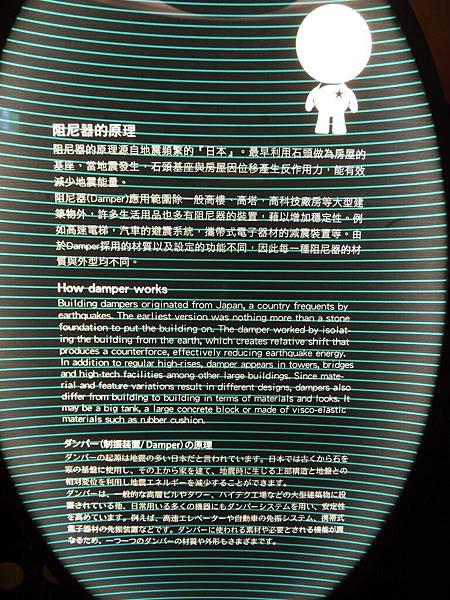 阻尼器的原理
阻尼器的原理源自地震頻繁的『日本』。最早利用石頭做為房屋的
基座，當地震發生，石頭基座與房屋因位移產生反作用力，能有效
減少地震能量。
阻尼器(Damper)應用範圍除一般高樓、高塔，高科技廠房等大型建
築物外，許多生活用品也多有阻尼器的裝置，藉以增加穩定性。例
如高速電梯，汽車的避震系統，攜帶式電子器材的減震裝置等。由
於Damper採用的材質以及設定的功能不同，因此每一種阻尼器的材
質與外型均不同。
How damper works
Building dampers originated from Japan, a country frequents by
earthquakes. The earliest version was nothing more than a stone
foundation to put the building on. The damper worked by isolat-
ing the building from the earth, which creates relative shift that
produces a counterforce, effectively reducing earthquake energy.
In addition to regular high-rises, damper appears in towers, bridges
and high-tech facilities among other large buildings. Since mate-
rial and feature variations result in different designs, dampers also
differ from building to building in terms of materials and looks. It
may be a big tank, a large concrete block or made of visco-elastic
materials such as rubber cushion.
ダンパー（制振装置/Damper）の原理
ダンパーの起源は地震の多い日本だと言われています。日本では古くから石を
家の基盤に使用し、その上から家を建て、地震時に生じる上部構造と地盤との
相対変位を利用し地震エネルギーを減少することができます。
ダンパーは、一般的な高層ビルやタワー、ハイテク工場などの大型建築物に設
置されている他、日常用いる多くの機器にもダンパーシステムを用い、安定性
を高めています。例えば、高速エレベーターや自動車の免振システム、携帯式
電子器材の免振装置などです。ダンパーに使われる素材や必要とされる機能が異
なるため、一つ一つのダンパーの材質や外形もさまざまです。